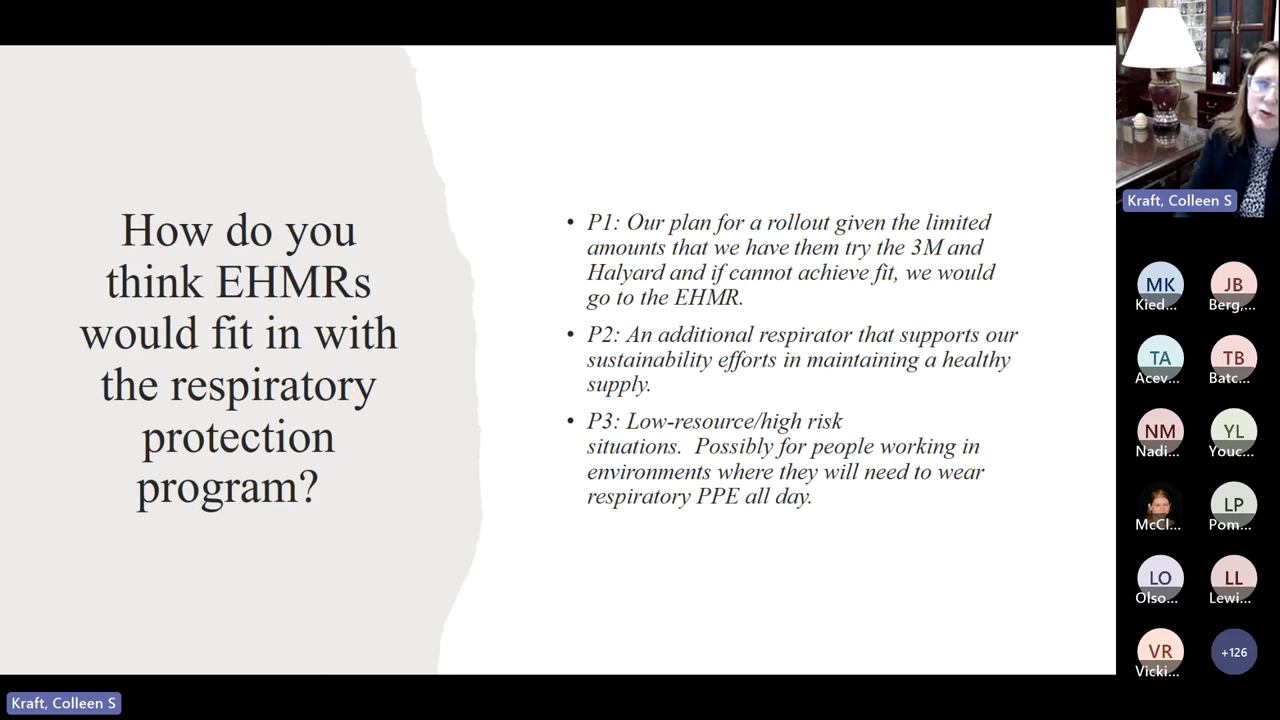 How do you
think EHMRs
would fit in with
the respiratory
protection
program?
• P1: Our plan for a rollout given the limited
amounts that we have them try the 3M and
Halyard and if cannot achieve fit, we would
go to the EHMR.
• P2: An additional respirator that supports our
sustainability efforts in maintaining a healthy
supply.
• P3: Low-resource/high risk
situations.  Possibly for people working in
environments where they will need to wear
respiratory PPE all day.
Kraft, Colleen S
MK
Kied...
JB
Berg,...
TA
Acev...
TB
Batc...
NM
Nadi...
YL
Youc...
McCl...
LP
Pom...
LO
Olso...
LL
Lewi...
VR
Vicki...
+126
Kraft, Colleen S